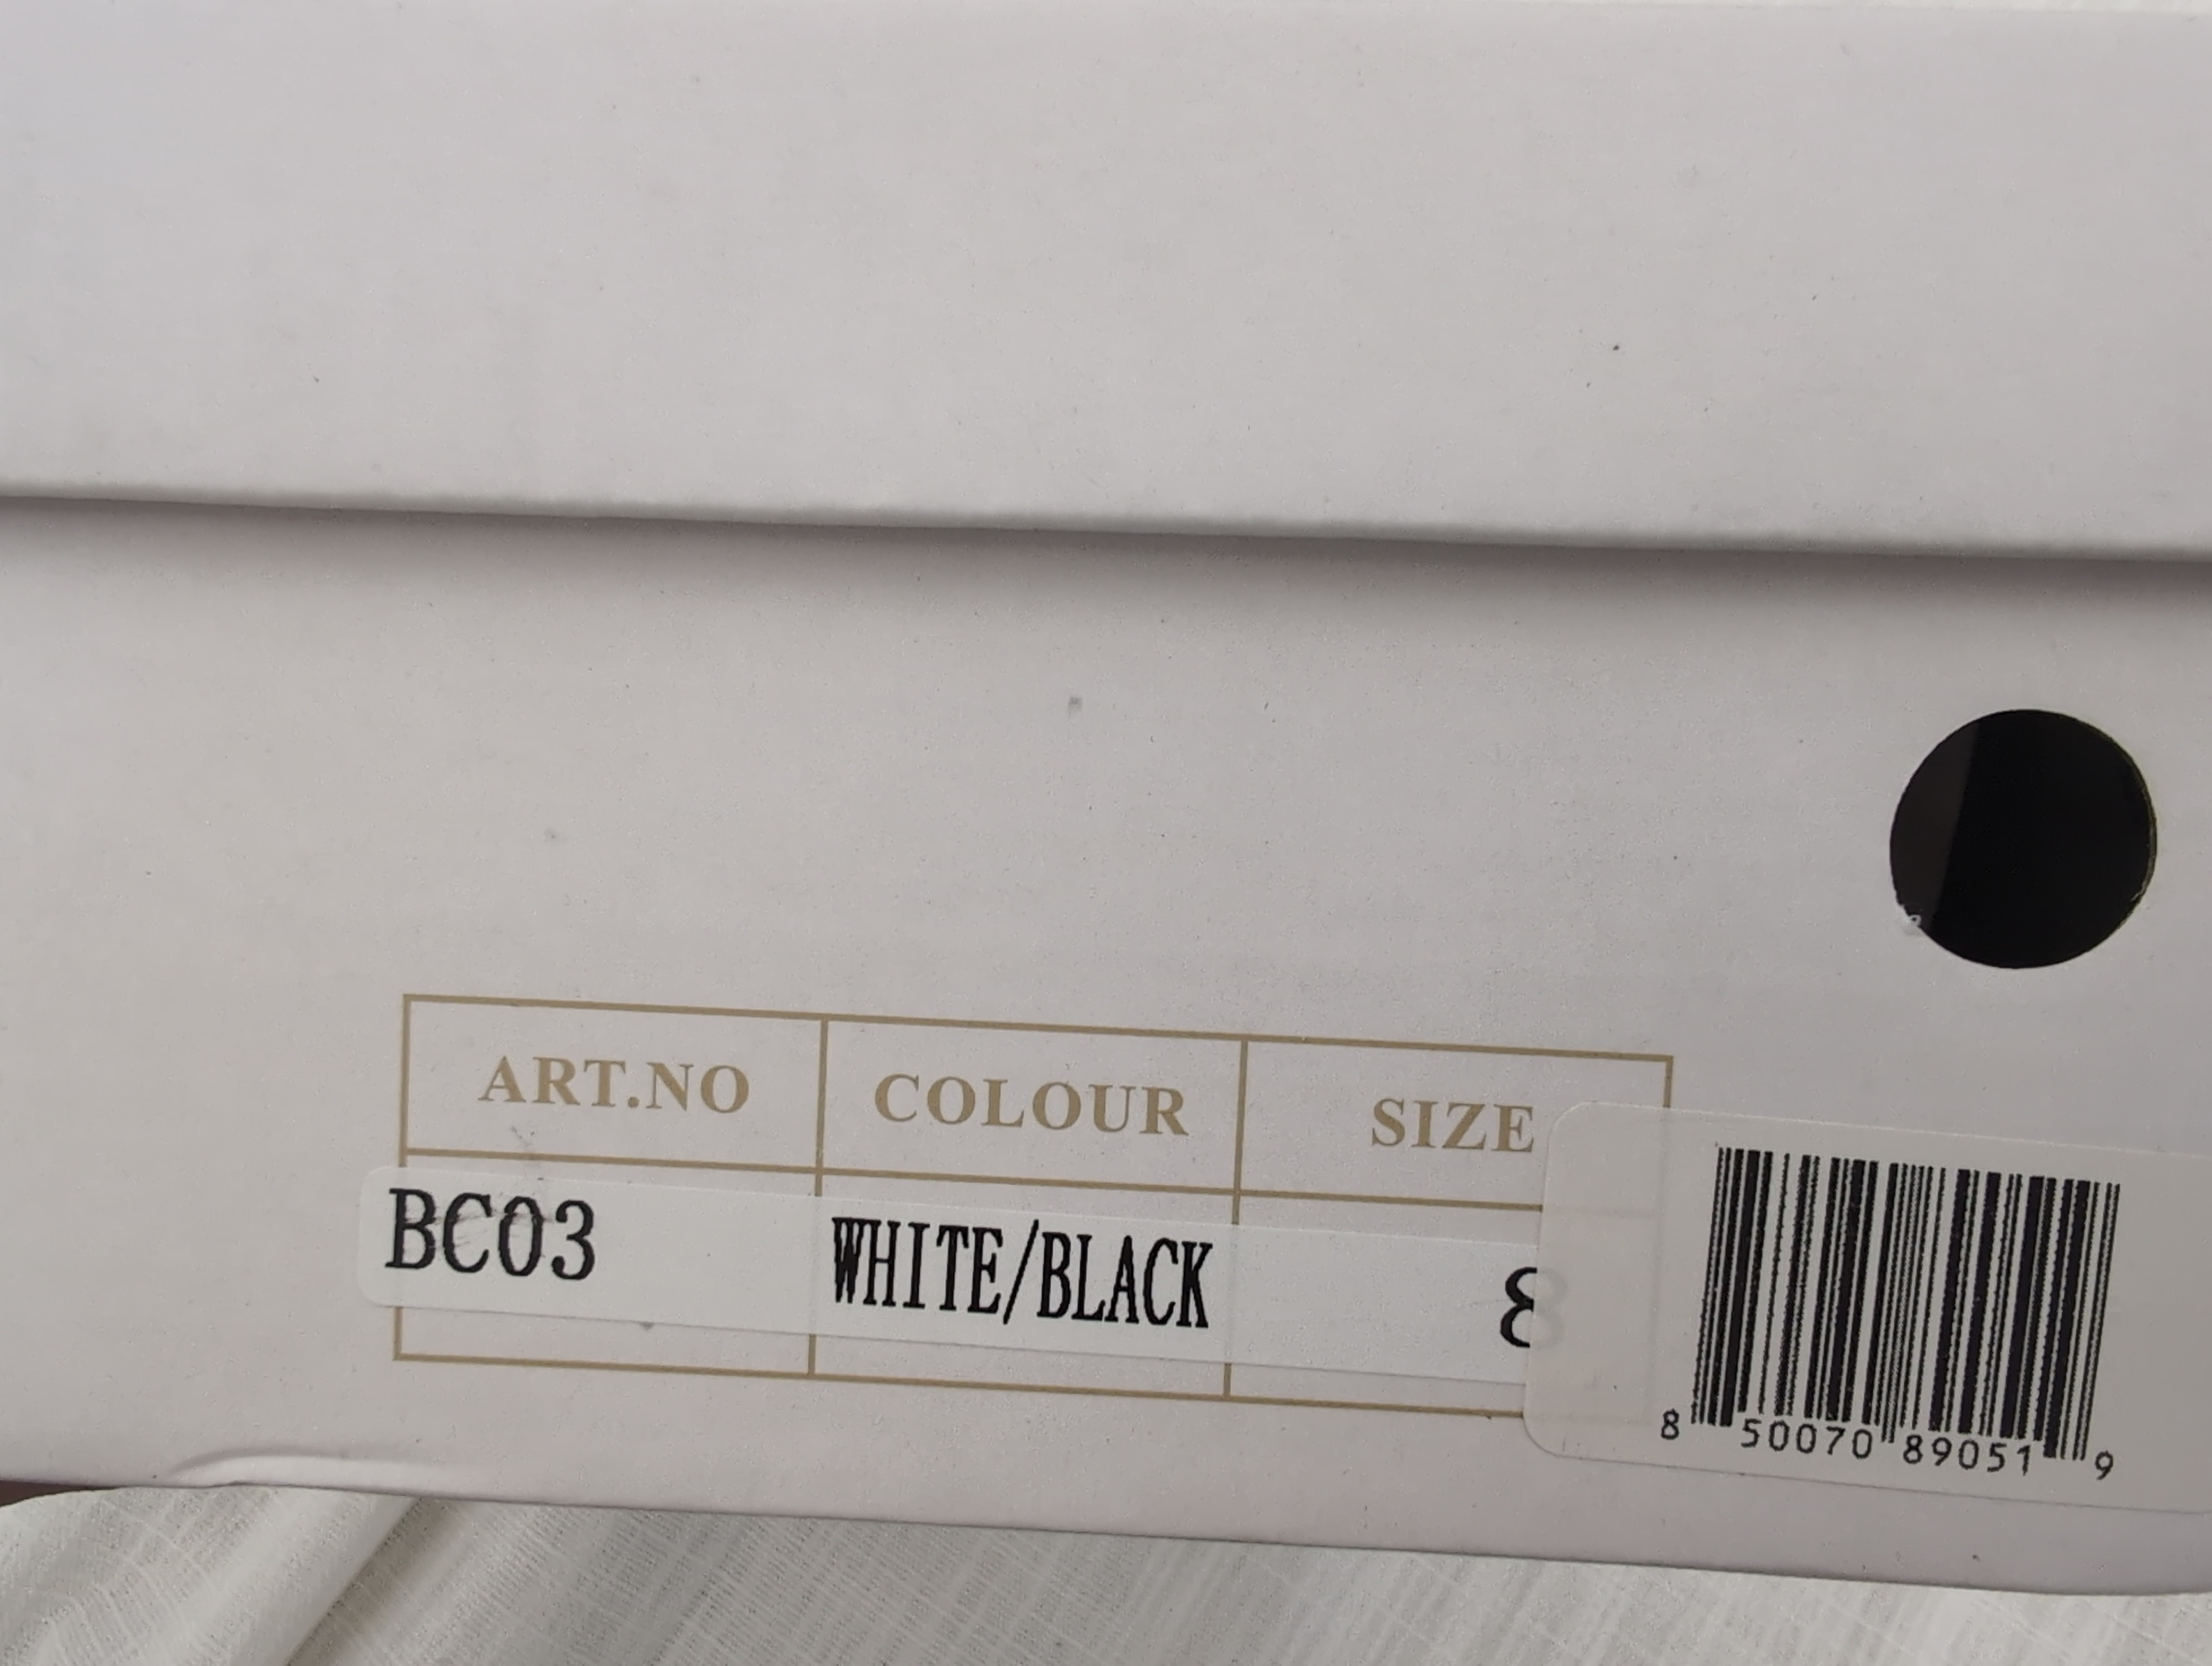 ART.NO COLOUR SIZE
BC03 WHITE/BLACK 8
8 50070 89051 9